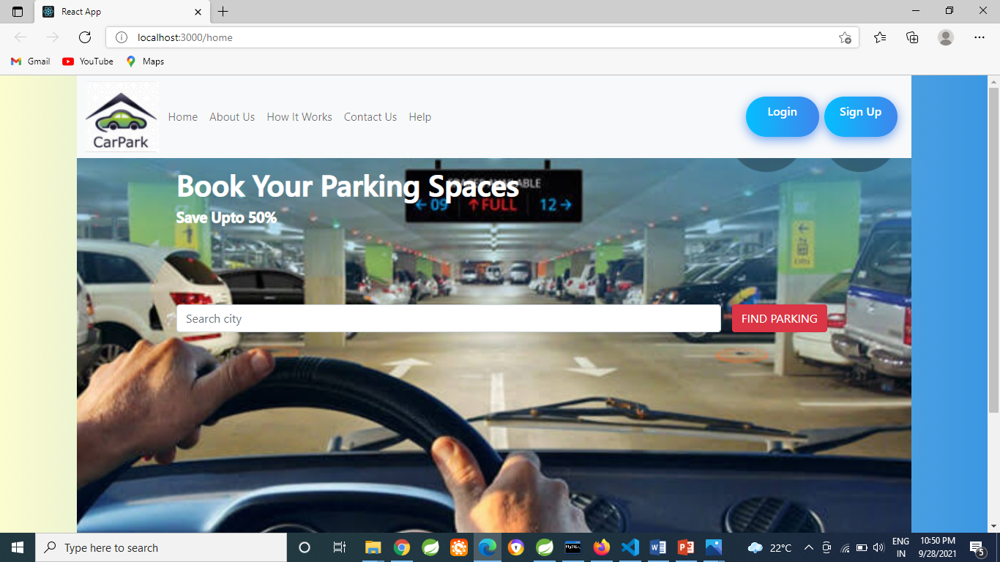 React App
localhost:3000/home
Gmail YouTube Maps
CarPark
Home About Us How It Works Contact Us Help
Login Sign Up
Book Your Parking Spaces
Save Upto 50%
09 FULL 12
Search city FIND PARKING
Type here to search
22°C
ENG
IN
10:50 PM
9/28/2021
5